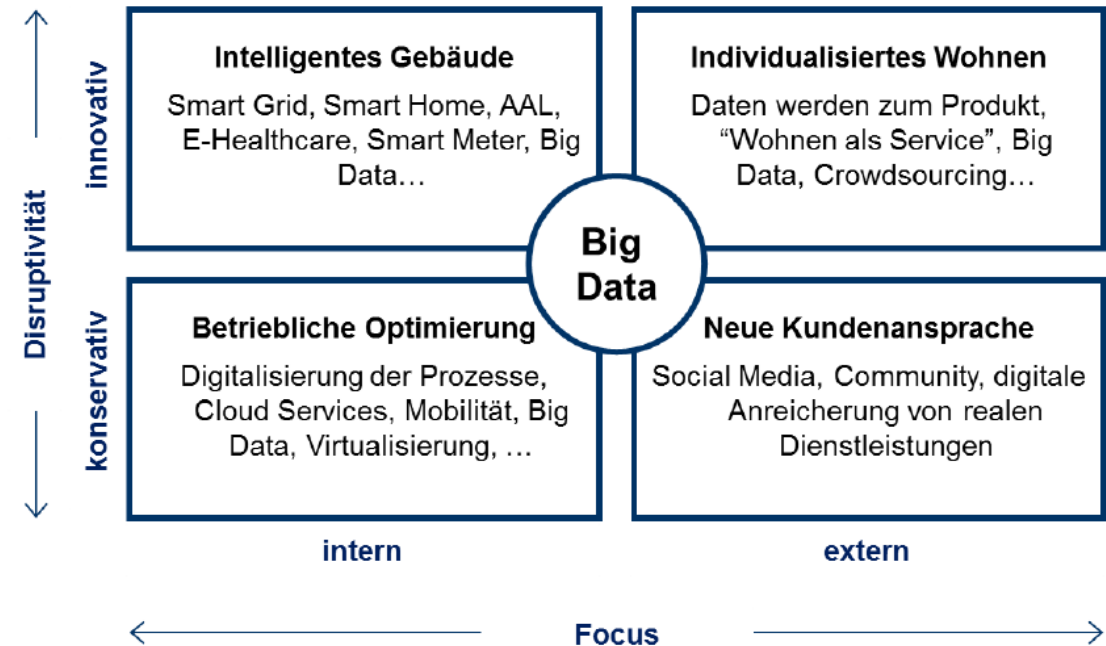 Disruptivität
innovativ
konservativ
Intelligentes Gebäude
Smart Grid, Smart Home, AAL,
E-Healthcare, Smart Meter, Big
Data…
Individualisiertes Wohnen
Daten werden zum Produkt,
“Wohnen als Service”, Big
Data, Crowdsourcing…
Big
Data
Betriebliche Optimierung
Digitalisierung der Prozesse,
Cloud Services, Mobilität, Big
Data, Virtualisierung, …
Neue Kundenansprache
Social Media, Community, digitale
Anreicherung von realen
Dienstleistungen
intern
extern
Focus